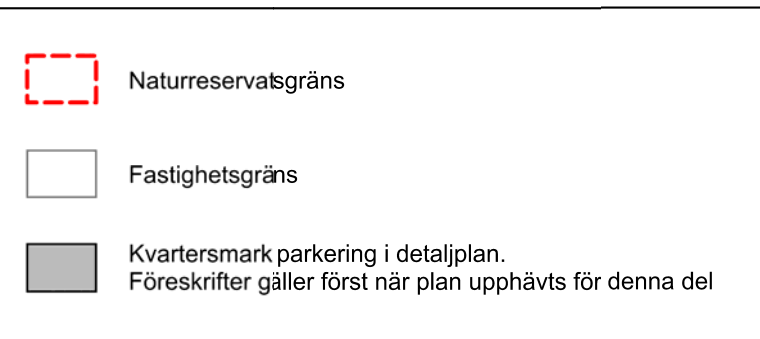 Naturreservatsgräns
Fastighetsgräns
Kvartersmark parkering i detaljplan.
Föreskrifter gäller först när plan upphävts för denna del